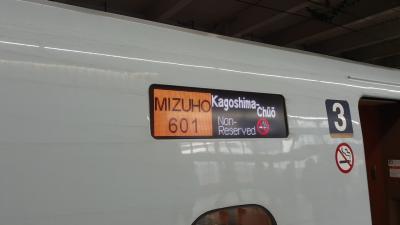 MIZUHO
601
Kagoshima-
Chūō
Non-
Reserved
3